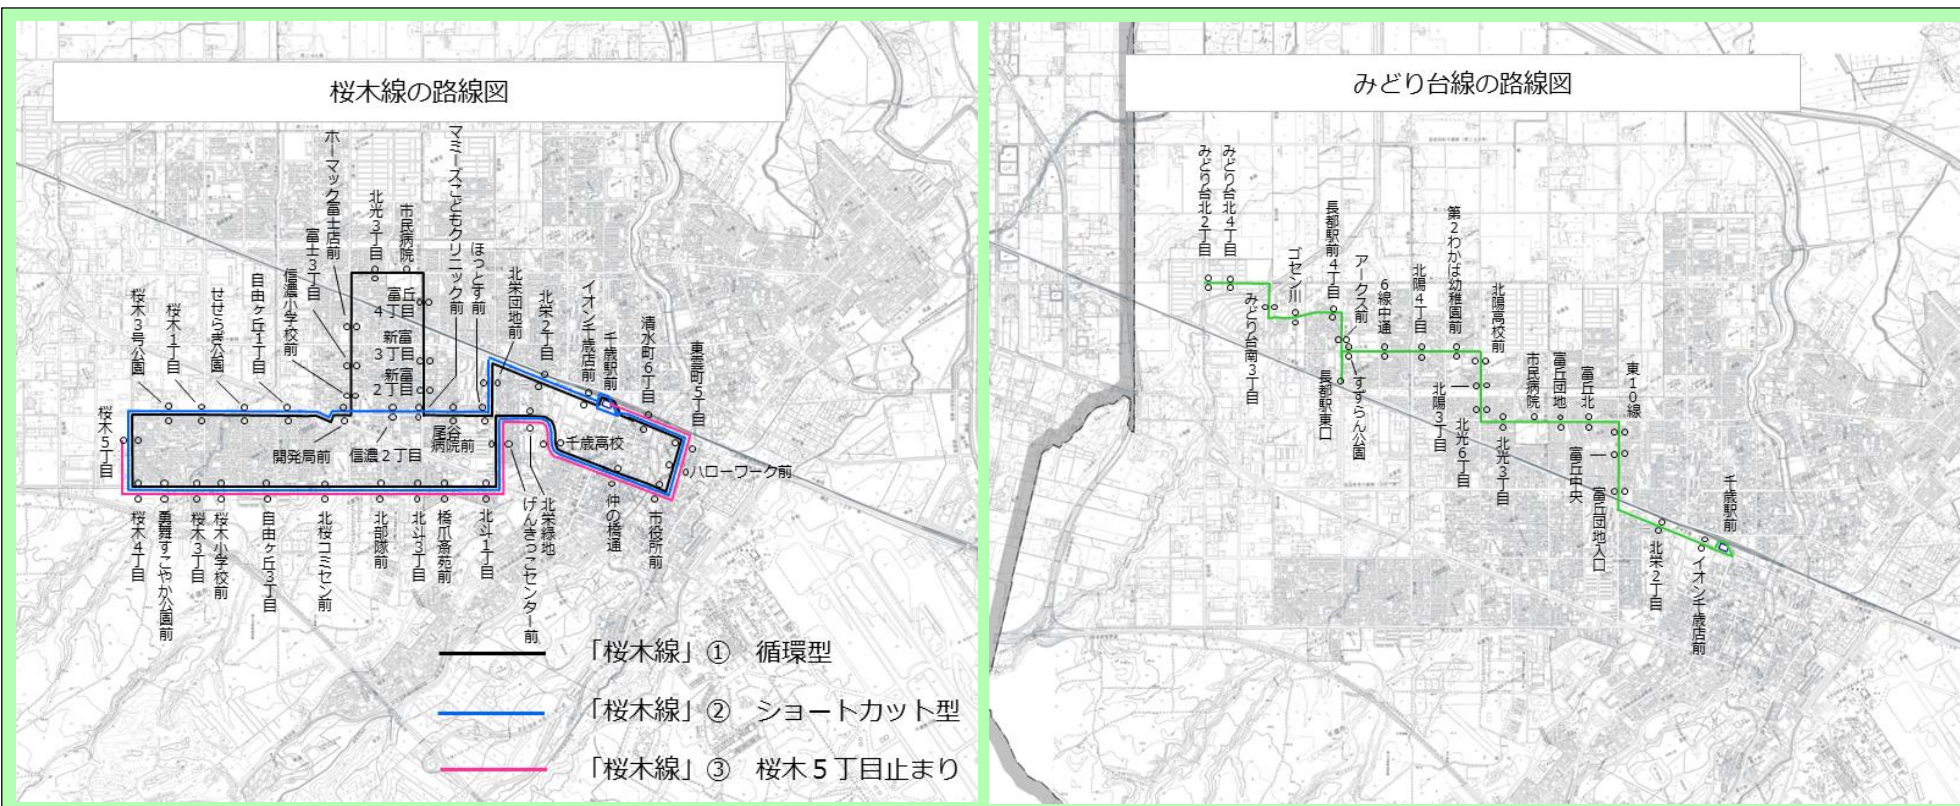 桜木線の路線図
ホーマック富士店前
富士3丁目
信濃小学校前
北光3丁目
市民病院
マミーズこどもクリニック前
ほっとす前
富丘4丁目
新富3丁目
新富2丁目
北栄団地前
北栄2丁目
イオン千歳店前
千歳駅前
清水町6丁目
東雲町5丁目
桜木3号公園
桜木1丁目
せせらぎ公園
自由ヶ丘1丁目
桜木5丁目
開発局前
信濃2丁目
尾谷病院前
千歳高校
ハローワーク前
桜木4丁目
勇舞すこやか公園前
桜木3丁目
桜木小学校前
自由ヶ丘3丁目
北桜コミセン前
北部隊前
北斗3丁目
橋爪斎苑前
北斗1丁目
げんきっこセンター前
北栄緑地
仲の橋通
市役所前
「桜木線」① 循環型
「桜木線」② ショートカット型
「桜木線」③ 桜木5丁目止まり
みどり台線の路線図
みどり台北2丁目
みどり台北4丁目
みどり台南3丁目
ゴセン川
長都駅前4丁目
アークス前
長都駅東口
すずらん公園
6線中通
北陽4丁目
第2わかば幼稚園前
北陽高校前
北陽3丁目
北光6丁目
北光3丁目
市民病院
富丘団地
富丘北
東10線
富丘中央
富丘団地入口
北栄2丁目
イオン千歳店前
千歳駅前